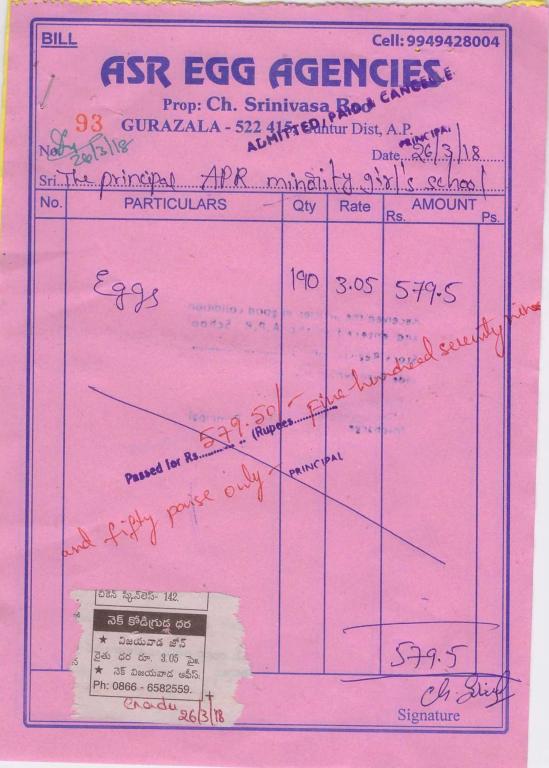 BILL
Cell: 9949428004
ASR EGG AGENCIES
Prop: Ch. Srinivasa Rao
GURAZALA - 522 415, Guntur Dist, A.P.
ADMITTED, PAID & CANCELLE
PRINCIPAL
No. 93
26/3/18
Date 26/3/18
Sri. The principal APR minority girl's school
No. PARTICULARS Qty Rate AMOUNT
Rs. Ps.
Eggs 190 3.05 579.5
Passed for Rs. 579.50/- (Rupees Five hundred seventy nine
and fifty paise only -
PRINCIPAL
చికెన్ స్కిన్‌లెస్- 142.
నెక్ కోడిగ్రుడ్ల ధర
★ విజయవాడ జోన్
రైతు ధర రూ. 3.05 పై.
★ నెక్ విజయవాడ ఆఫీస్:
Ph: 0866 - 6582559.
Enadu
26/3/18
579.5
Signature